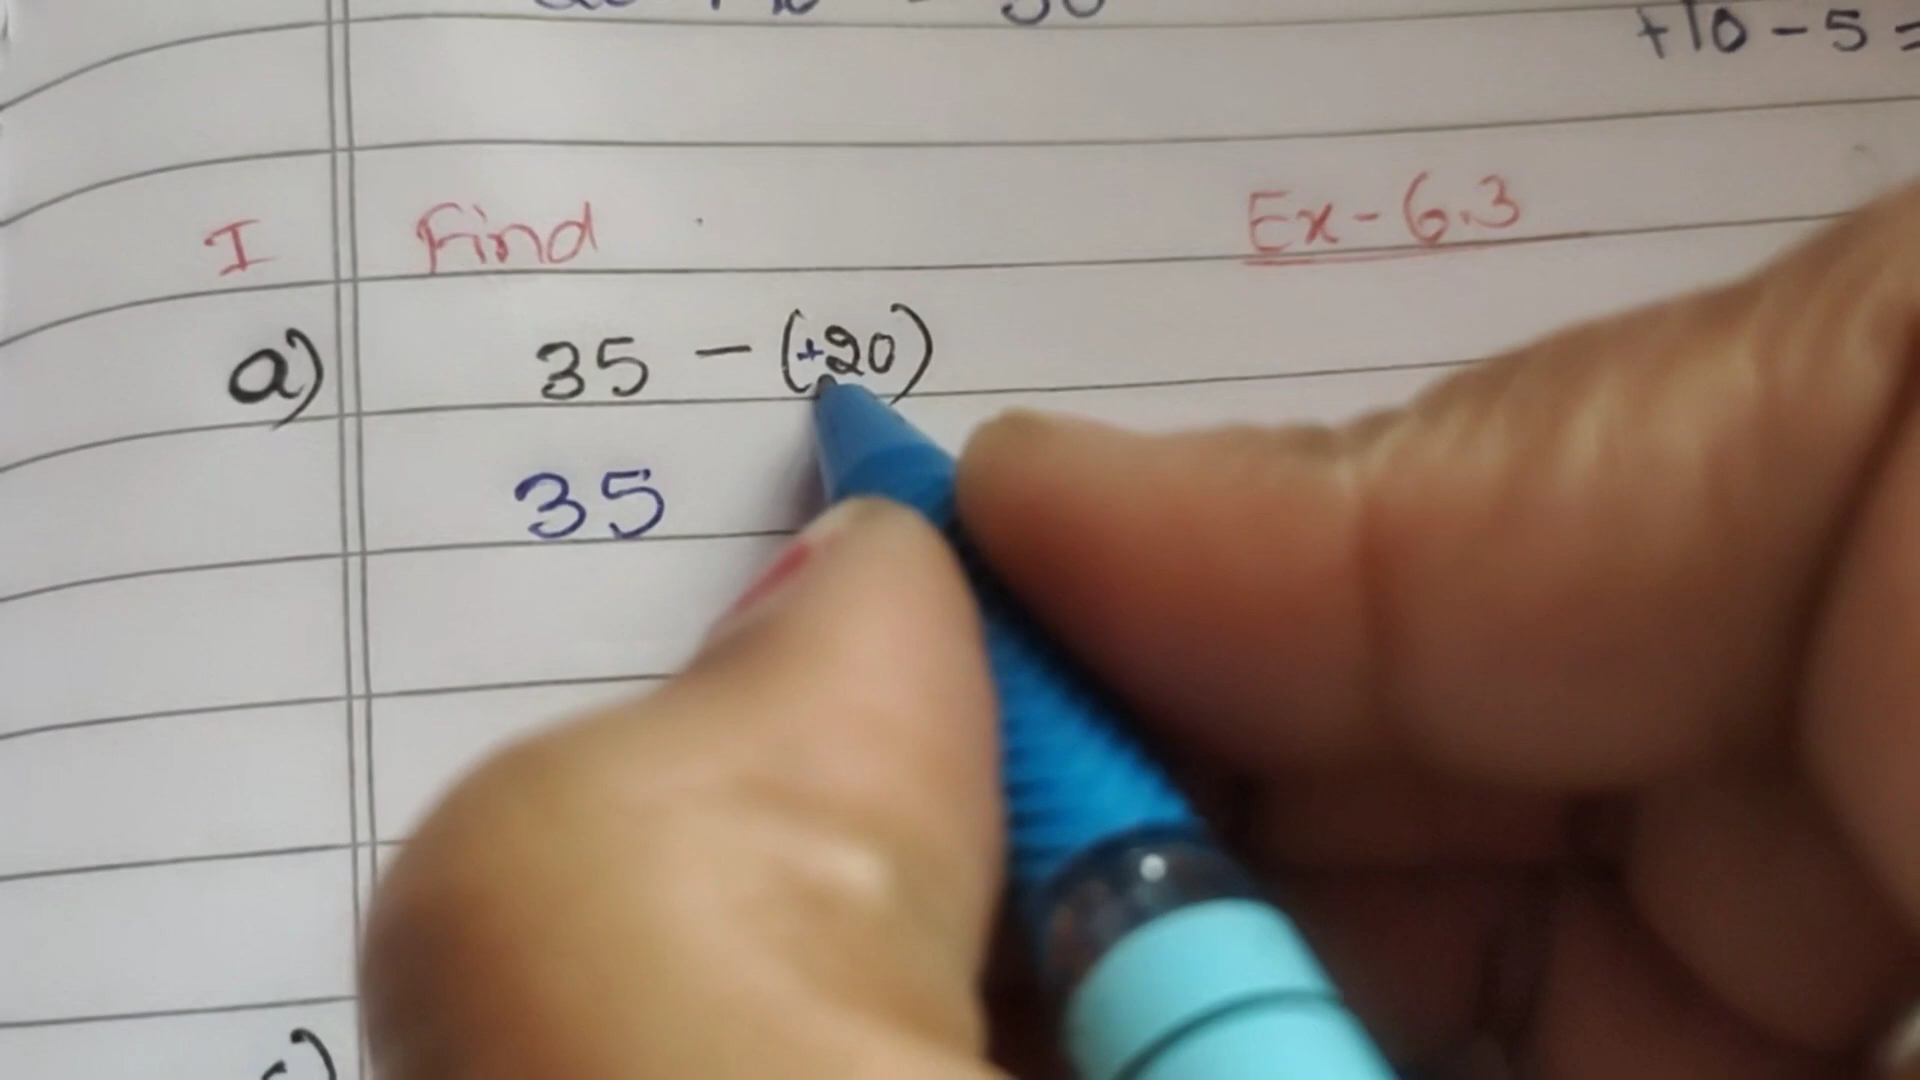 +10 - 5 =
I Find Ex - 6.3
a) 35 - (+20)
35